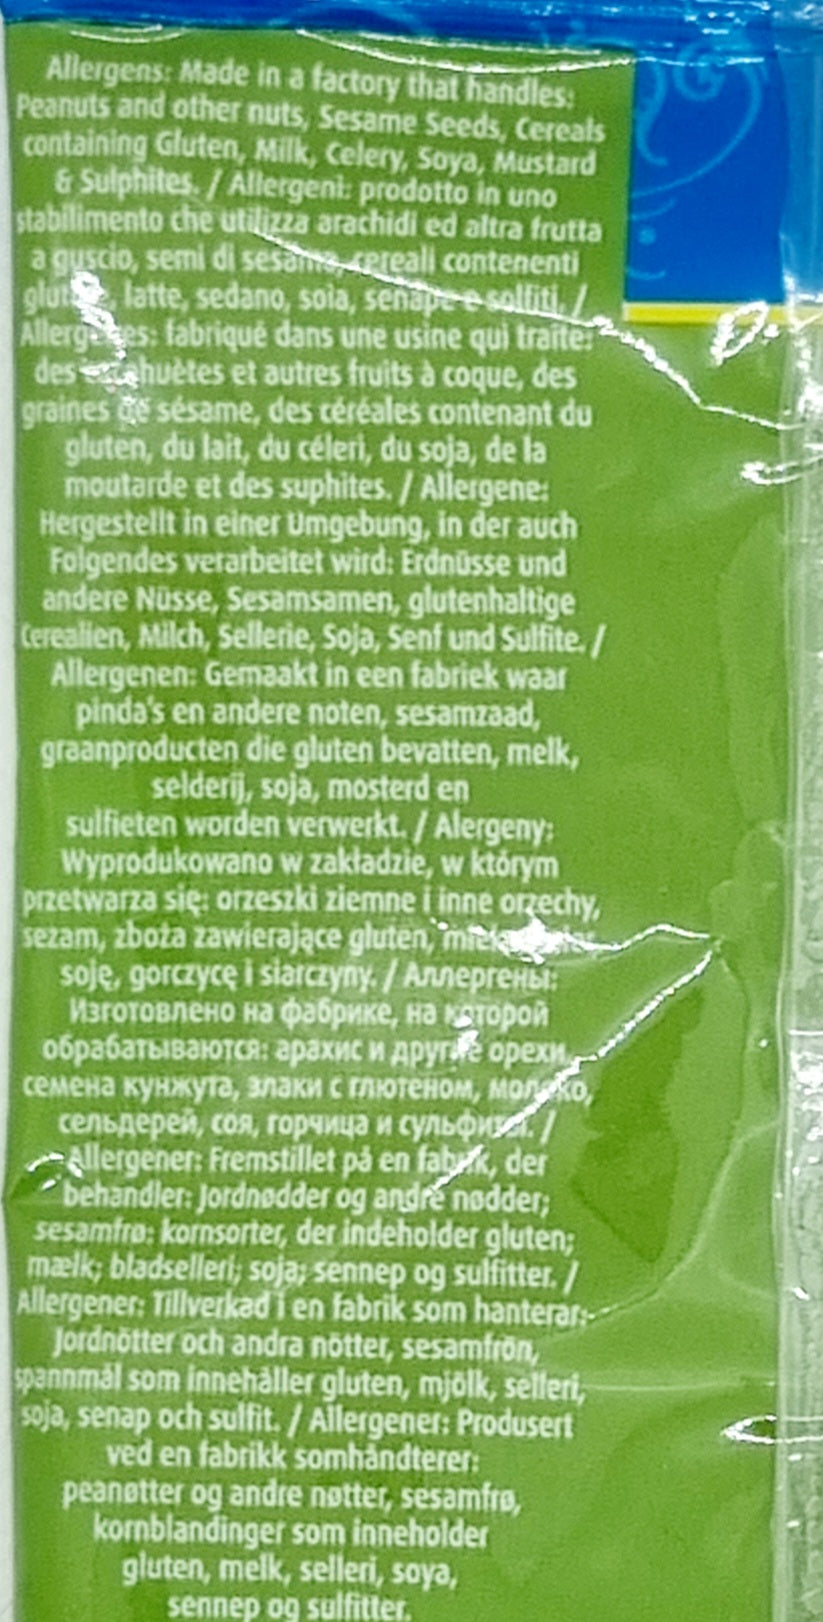 Allergens: Made in a factory that handles:
Peanuts and other nuts, Sesame Seeds, Cereals
containing Gluten, Milk, Celery, Soya, Mustard
& Sulphites. / Allergeni: prodotto in uno
stabilimento che utilizza arachidi ed altra frutta
a guscio, semi di sesamo, cereali contenenti
latte, sedano, soia, senape e solfiti. /
fabriqué dans une usine qui traite:
des et autres fruits à coque, des
graines de sésame, des céréales contenant du
gluten, du lait, du céleri, du soja, de la
moutarde et des suphites. / Allergene:
Hergestellt in einer Umgebung, in der auch
Folgendes verarbeitet wird: Erdnüsse und
andere Nüsse, Sesamsamen, glutenhaltige
Cerealien, Milch, Sellerie, Soja, Senf und Sulfite. /
Allergenen: Gemaakt in een fabriek waar
pinda's en andere noten, sesamzaad,
graanproducten die gluten bevatten, melk,
selderij, soja, mosterd en
sulfieten worden verwerkt. / Alergeny:
Wyprodukowano w zakładzie, w którym
przetwarza się: orzeszki ziemne i inne orzechy,
sezam, zboża zawierające gluten,
soję, gorczycę i siarczyny. / Аллергены:
Изготовлено на фабрике, на которой
обрабатываются: арахис и другие орехи,
семена кунжута, злаки с глютеном, молоко,
сельдерей, соя, горчица и сульфиты. /
Allergener: Fremstillet på en fabrik, der
behandler: Jordnødder og andre nødder;
sesamfrø: kornsorter, der indeholder gluten;
mælk; bladselleri; soja; sennep og sulfitter. /
Allergener: Tillverkad i en fabrik som hanterar:
Jordnötter och andra nötter, sesamfrön,
spannmål som innehåller gluten, mjölk, selleri,
soja, senap och sulfit. / Allergener: Produsert
ved en fabrikk somhåndterer:
peanøtter og andre nøtter, sesamfrø,
kornblandinger som inneholder
gluten, melk, selleri, soya,
sennep og sulfitter.